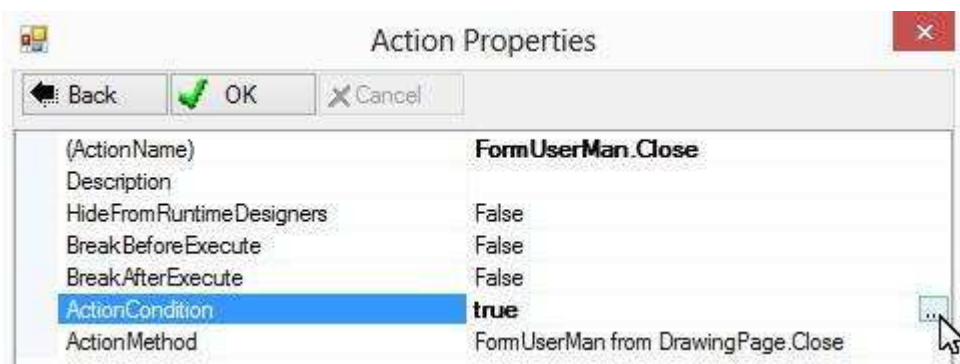 Action Properties
Back OK Cancel
(ActionName) FormUserMan.Close
Description
HideFromRuntimeDesigners False
BreakBeforeExecute False
BreakAfterExecute False
ActionCondition true ...
ActionMethod FormUserMan from DrawingPage.Close